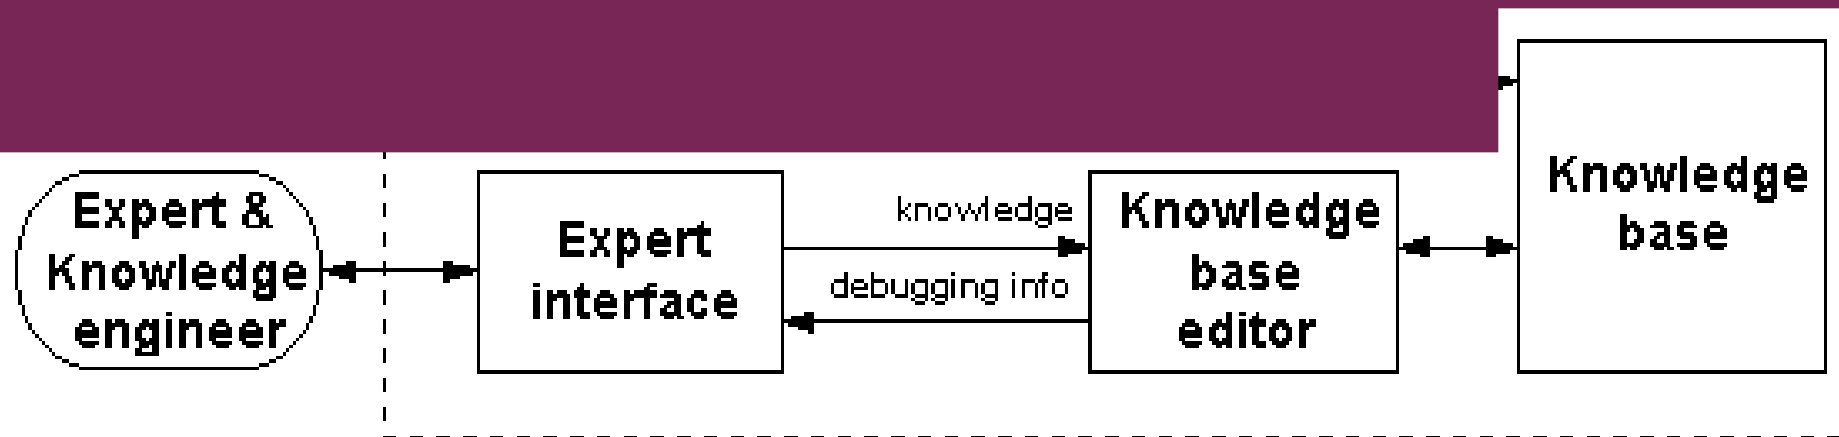 Expert &
Knowledge
engineer
Expert
interface
knowledge
debugging info
Knowledge
base
editor
Knowledge
base